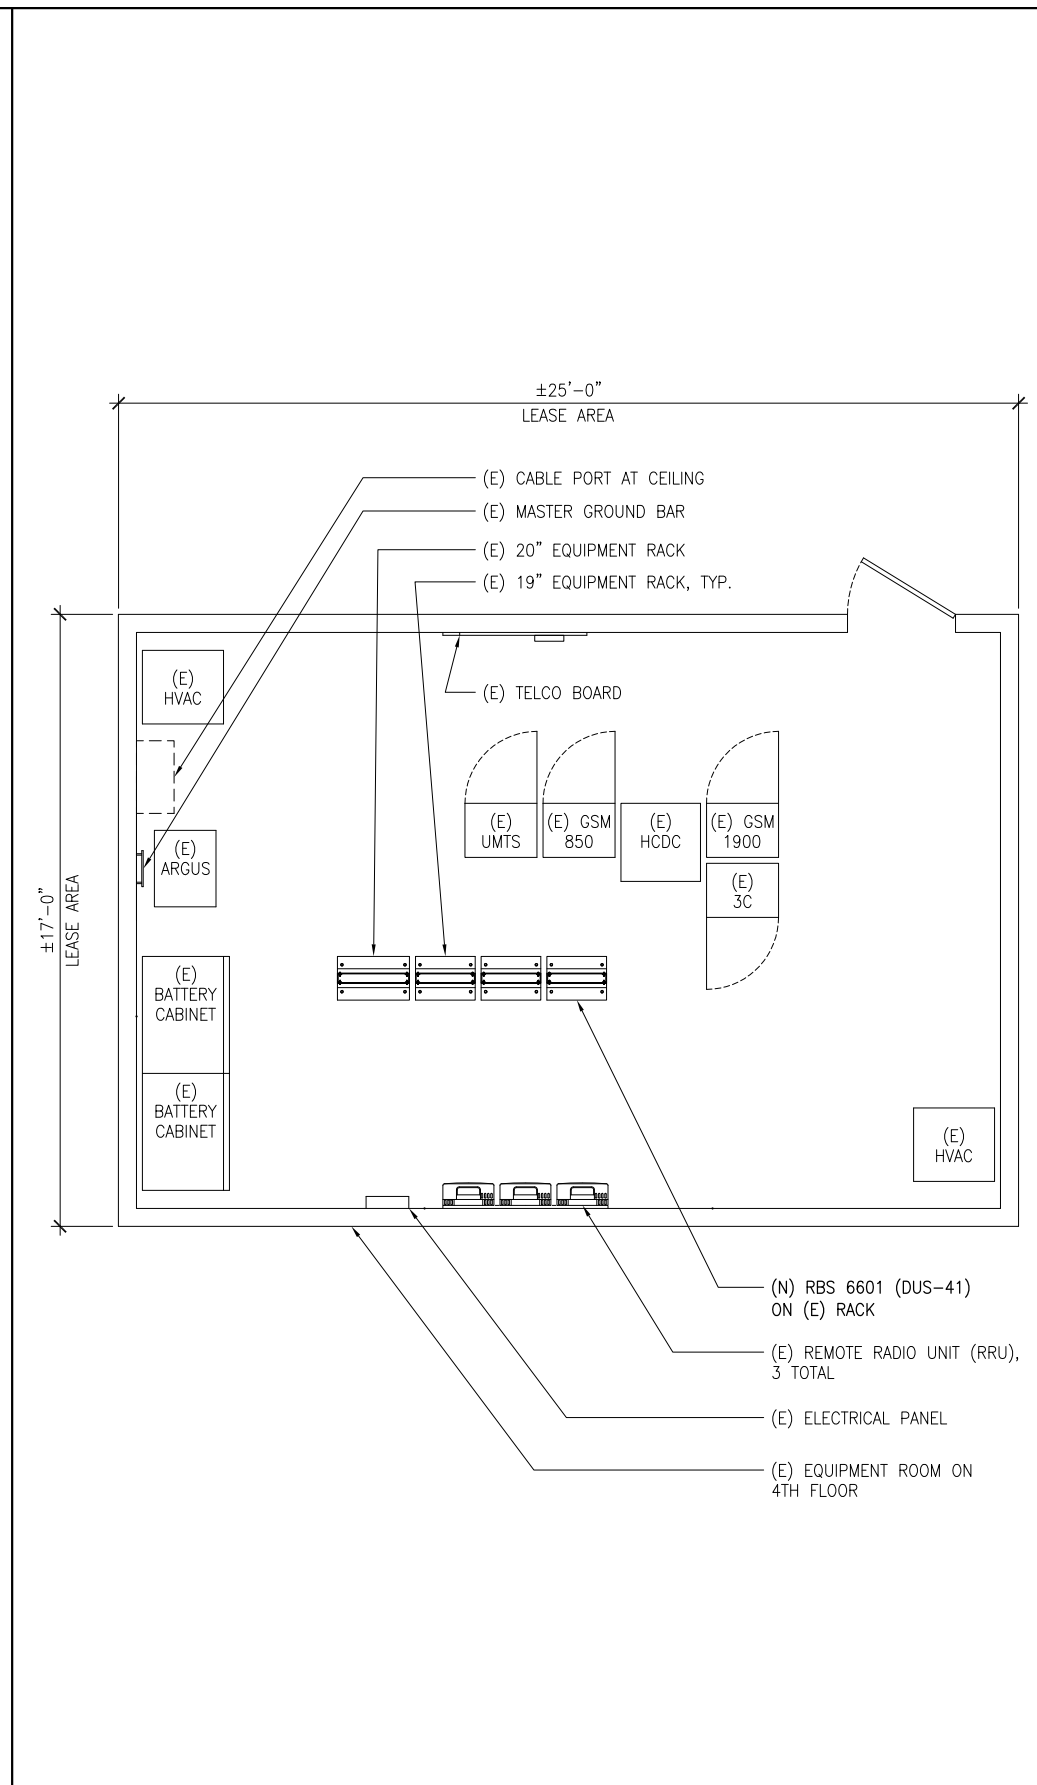 ±25'-0"
LEASE AREA
(E) CABLE PORT AT CEILING
(E) MASTER GROUND BAR
(E) 20" EQUIPMENT RACK
(E) 19" EQUIPMENT RACK, TYP.
(E) TELCO BOARD
(E)
HVAC
(E)
UMTS
(E) GSM
850
(E)
HCDC
(E) GSM
1900
(E)
3C
(E)
ARGUS
±17'-0"
LEASE AREA
(E)
BATTERY
CABINET
(E)
BATTERY
CABINET
(E)
HVAC
(N) RBS 6601 (DUS-41)
ON (E) RACK
(E) REMOTE RADIO UNIT (RRU),
3 TOTAL
(E) ELECTRICAL PANEL
(E) EQUIPMENT ROOM ON
4TH FLOOR